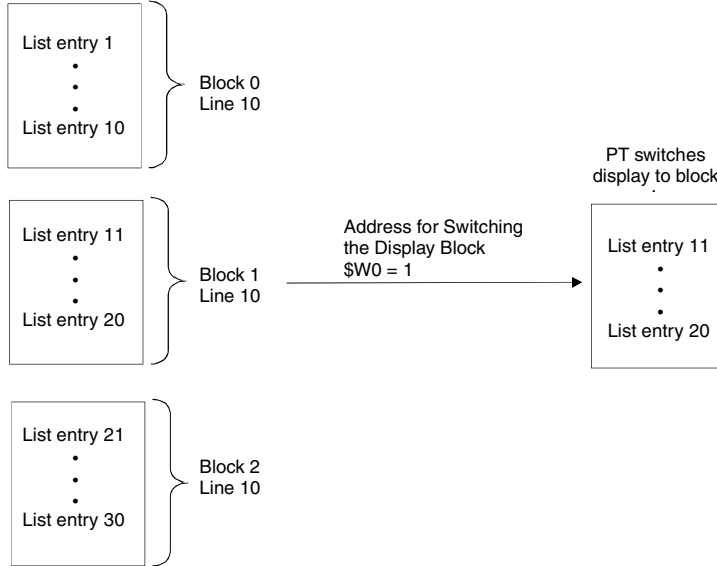 List entry 1
List entry 10
Block 0
Line 10
List entry 11
List entry 20
Block 1
Line 10
Address for Switching
the Display Block
$W0 = 1
PT switches
display to block
List entry 11
List entry 20
List entry 21
List entry 30
Block 2
Line 10